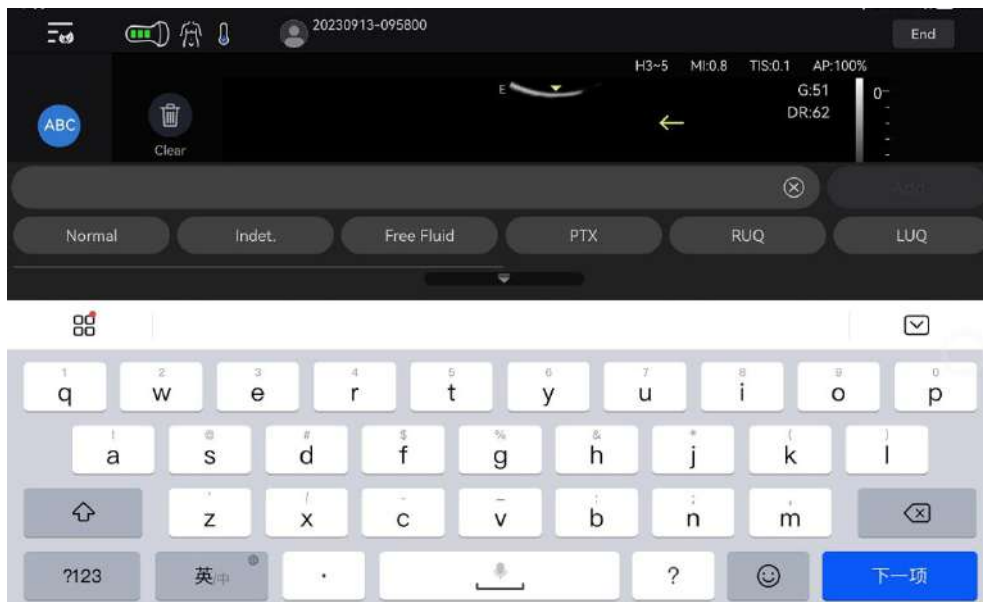 20230913-095800
End
H3~5 MI:0.8 TIS:0.1 AP:100%
E
G:51
0
DR:62
ABC
Clear
Add
Normal Indet. Free Fluid PTX RUQ LUQ
1 2 3 4 5 6 7 8 9 0
q w e r t y u i o p
! @ # $ % & * ( )
a s d f g h j k l
' / - _ : ; ,
z x c v b n m
?123 英/中 . ? 下一项